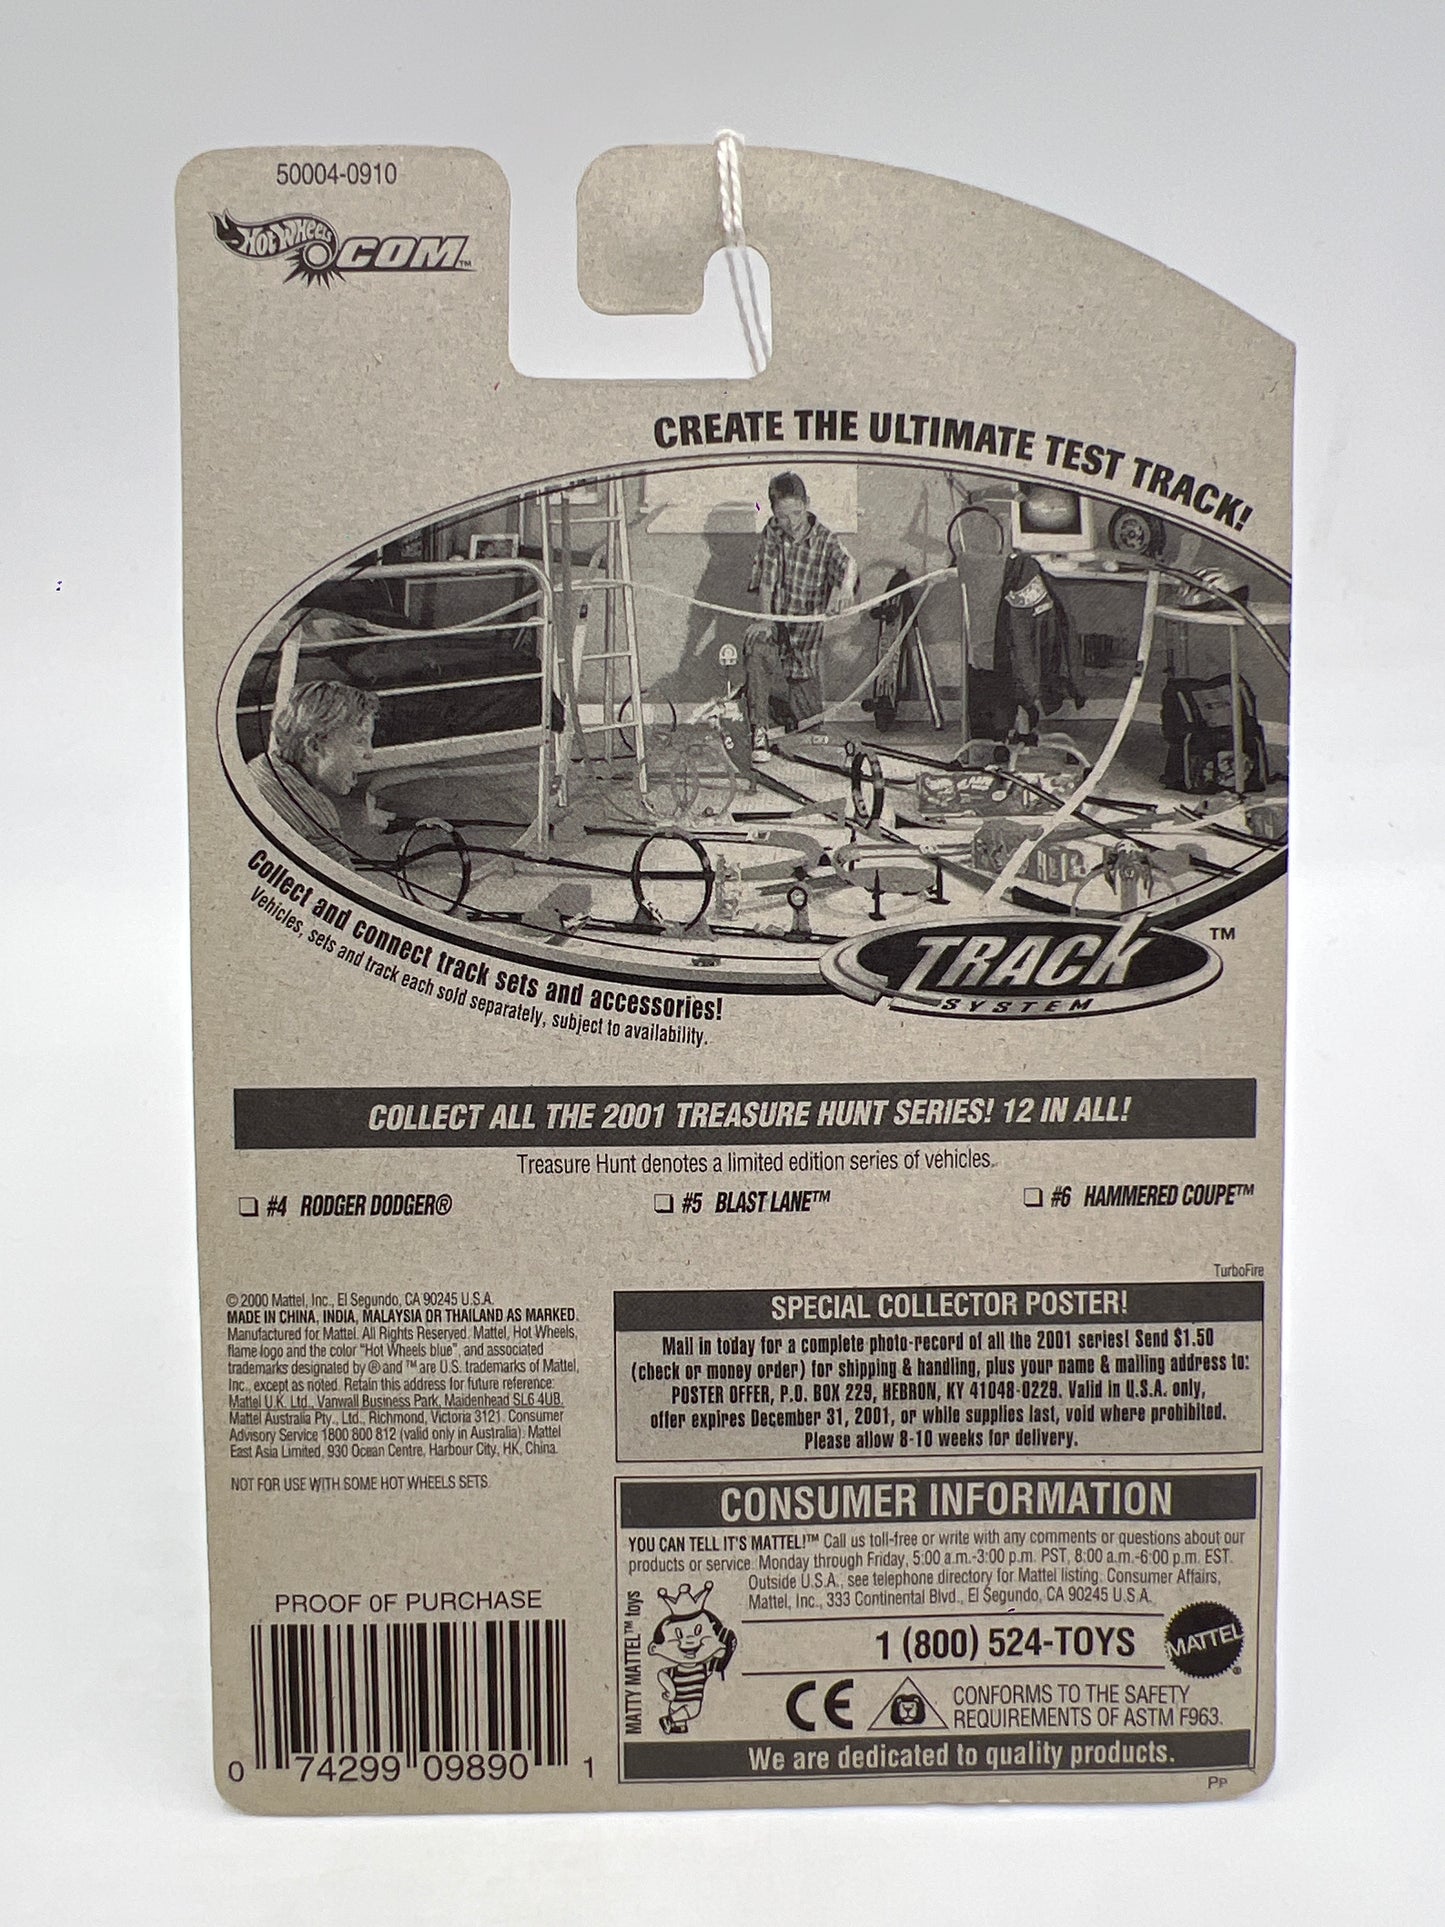 50004-0910
HOT WHEELS .COM™
CREATE THE ULTIMATE TEST TRACK!
Collect and connect track sets and accessories!
Vehicles, sets and track each sold separately, subject to availability.
TRACK ™
SYSTEM
COLLECT ALL THE 2001 TREASURE HUNT SERIES! 12 IN ALL!
Treasure Hunt denotes a limited edition series of vehicles.
#4 RODGER DODGER® #5 BLAST LANE™ #6 HAMMERED COUPE™
TurboFire
© 2000 Mattel, Inc., El Segundo, CA 90245 U.S.A.
MADE IN CHINA, INDIA, MALAYSIA OR THAILAND AS MARKED.
Manufactured for Mattel. All Rights Reserved. Mattel, Hot Wheels,
flame logo and the color "Hot Wheels blue", and associated
trademarks designated by ® and ™ are U.S. trademarks of Mattel,
Inc., except as noted. Retain this address for future reference:
Mattel U.K. Ltd., Vanwall Business Park, Maidenhead SL6 4UB.
Mattel Australia Pty., Ltd., Richmond, Victoria 3121. Consumer
Advisory Service 1800 800 812 (valid only in Australia). Mattel
East Asia Limited, 930 Ocean Centre, Harbour City, HK, China.
NOT FOR USE WITH SOME HOT WHEELS SETS.
SPECIAL COLLECTOR POSTER!
Mail in today for a complete photo-record of all the 2001 series! Send $1.50
(check or money order) for shipping & handling, plus your name & mailing address to:
POSTER OFFER, P.O. BOX 229, HEBRON, KY 41048-0229. Valid in U.S.A. only,
offer expires December 31, 2001, or while supplies last, void where prohibited.
Please allow 8-10 weeks for delivery.
CONSUMER INFORMATION
YOU CAN TELL IT'S MATTEL!™ Call us toll-free or write with any comments or questions about our
products or service. Monday through Friday, 5:00 a.m.-3:00 p.m. PST, 8:00 a.m.-6:00 p.m. EST.
Outside U.S.A., see telephone directory for Mattel listing. Consumer Affairs,
Mattel, Inc., 333 Continental Blvd., El Segundo, CA 90245 U.S.A.
MATTY MATTEL™ toys
1 (800) 524-TOYS
MATTEL ®
CE
CONFORMS TO THE SAFETY
REQUIREMENTS OF ASTM F963.
We are dedicated to quality products.
PP
PROOF OF PURCHASE
0 74299 09890 1